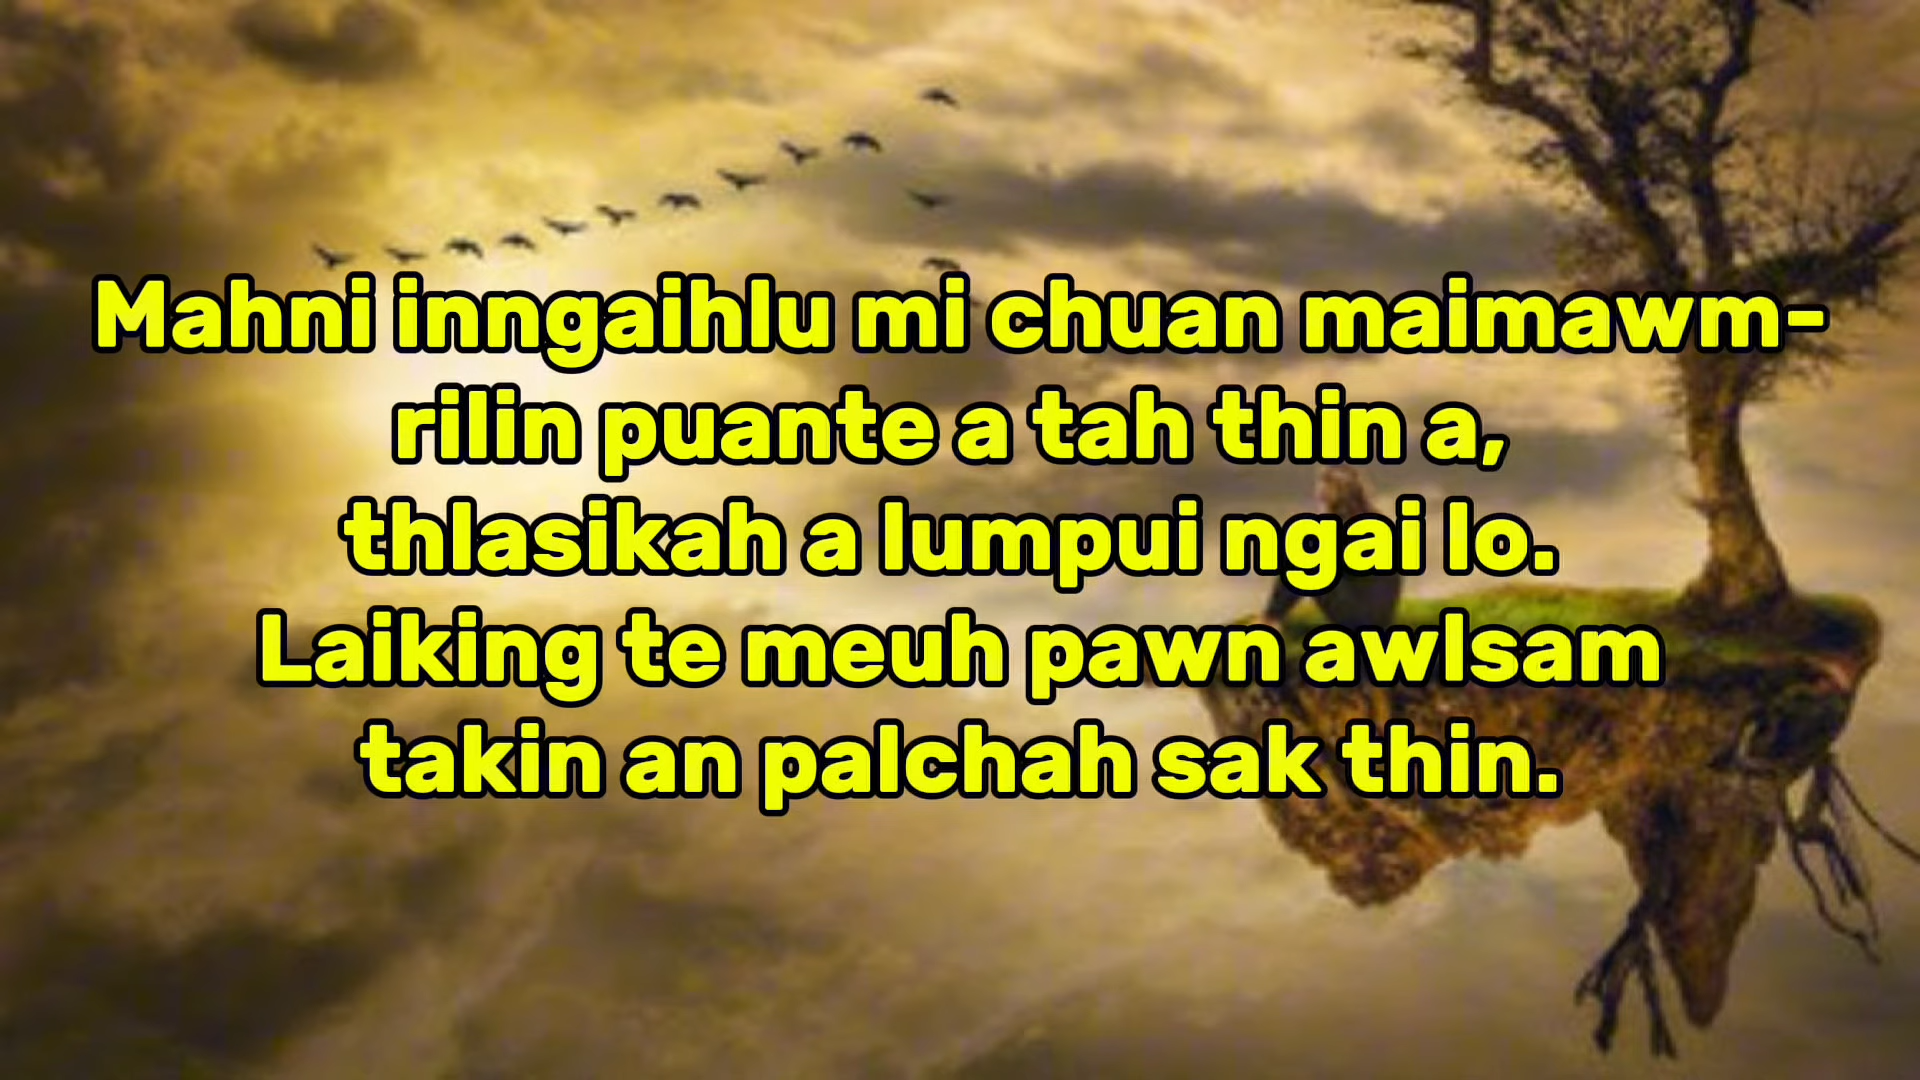 Mahni inngaihlu mi chuan maimawm-
rilin puante a tah thin a,
thlasikah a lumpui ngai lo.
Laiking te meuh pawn awlsam
takin an palchah sak thin.